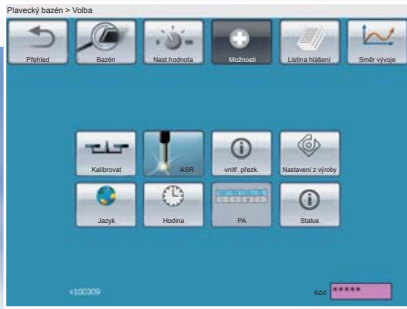 Plavecký bazén > Volba
Přehled Bazén Nast.hodnota Možnosti Listina hlášení Směr vývoje
Kalibrovat ASR vnitř. přezk. Nastavení z výroby
Jazyk Hodina PA Status
v100309 Kód *****